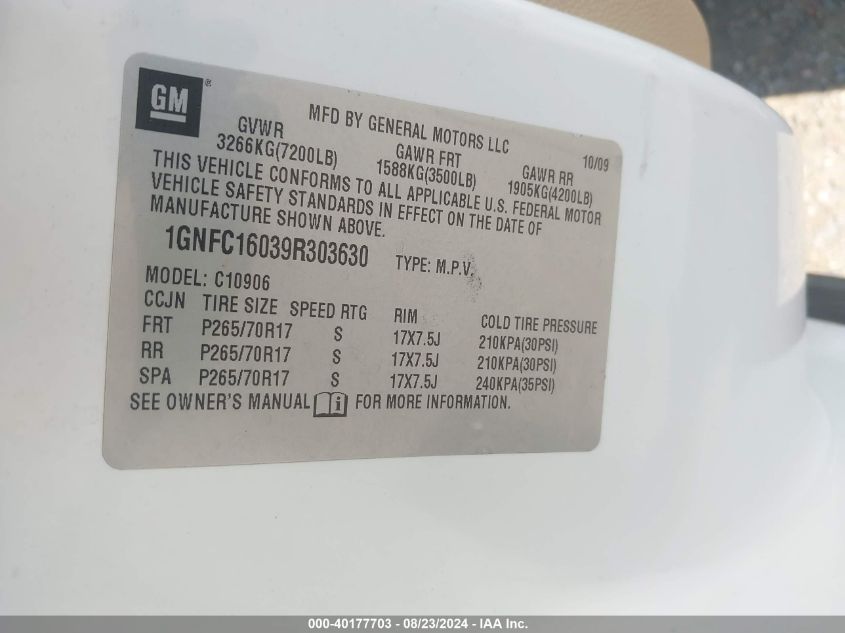 GM®
MFD BY GENERAL MOTORS LLC 10/09
GVWR GAWR FRT GAWR RR
3266KG(7200LB) 1588KG(3500LB) 1905KG(4200LB)
THIS VEHICLE CONFORMS TO ALL APPLICABLE U.S. FEDERAL MOTOR
VEHICLE SAFETY STANDARDS IN EFFECT ON THE DATE OF
MANUFACTURE SHOWN ABOVE.
1GNFC16039R303630 TYPE: M.P.V.
MODEL: C10906
CCJN TIRE SIZE SPEED RTG RIM COLD TIRE PRESSURE
FRT P265/70R17 S 17X7.5J 210KPA(30PSI)
RR P265/70R17 S 17X7.5J 210KPA(30PSI)
SPA P265/70R17 S 17X7.5J 240KPA(35PSI)
SEE OWNER'S MANUAL i FOR MORE INFORMATION.
000-40177703 - 08/23/2024 - IAA Inc.